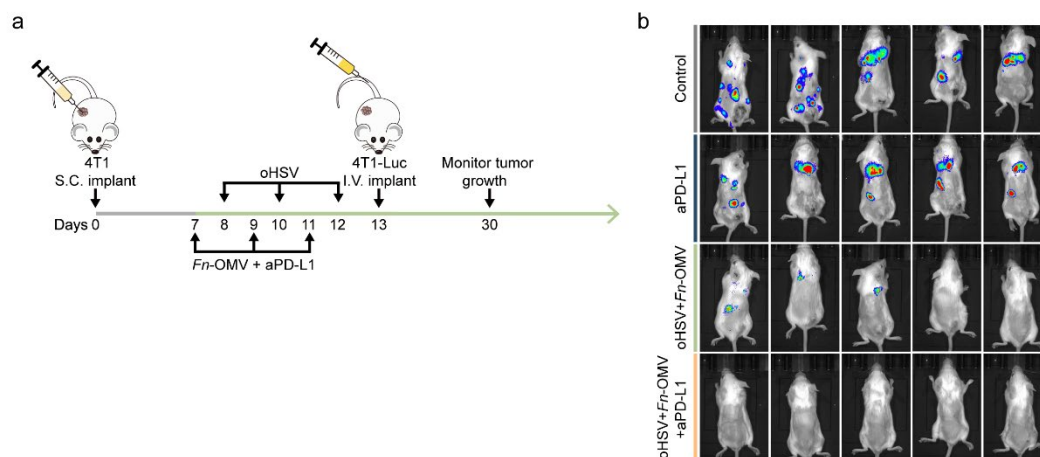 a
4T1
S.C. implant
oHSV
4T1-Luc
I.V. implant
Monitor tumor
growth
Days 0 7 8 9 10 11 12 13 30
Fn-OMV + aPD-L1
b
Control
aPD-L1
oHSV+Fn-OMV
oHSV+Fn-OMV
+aPD-L1